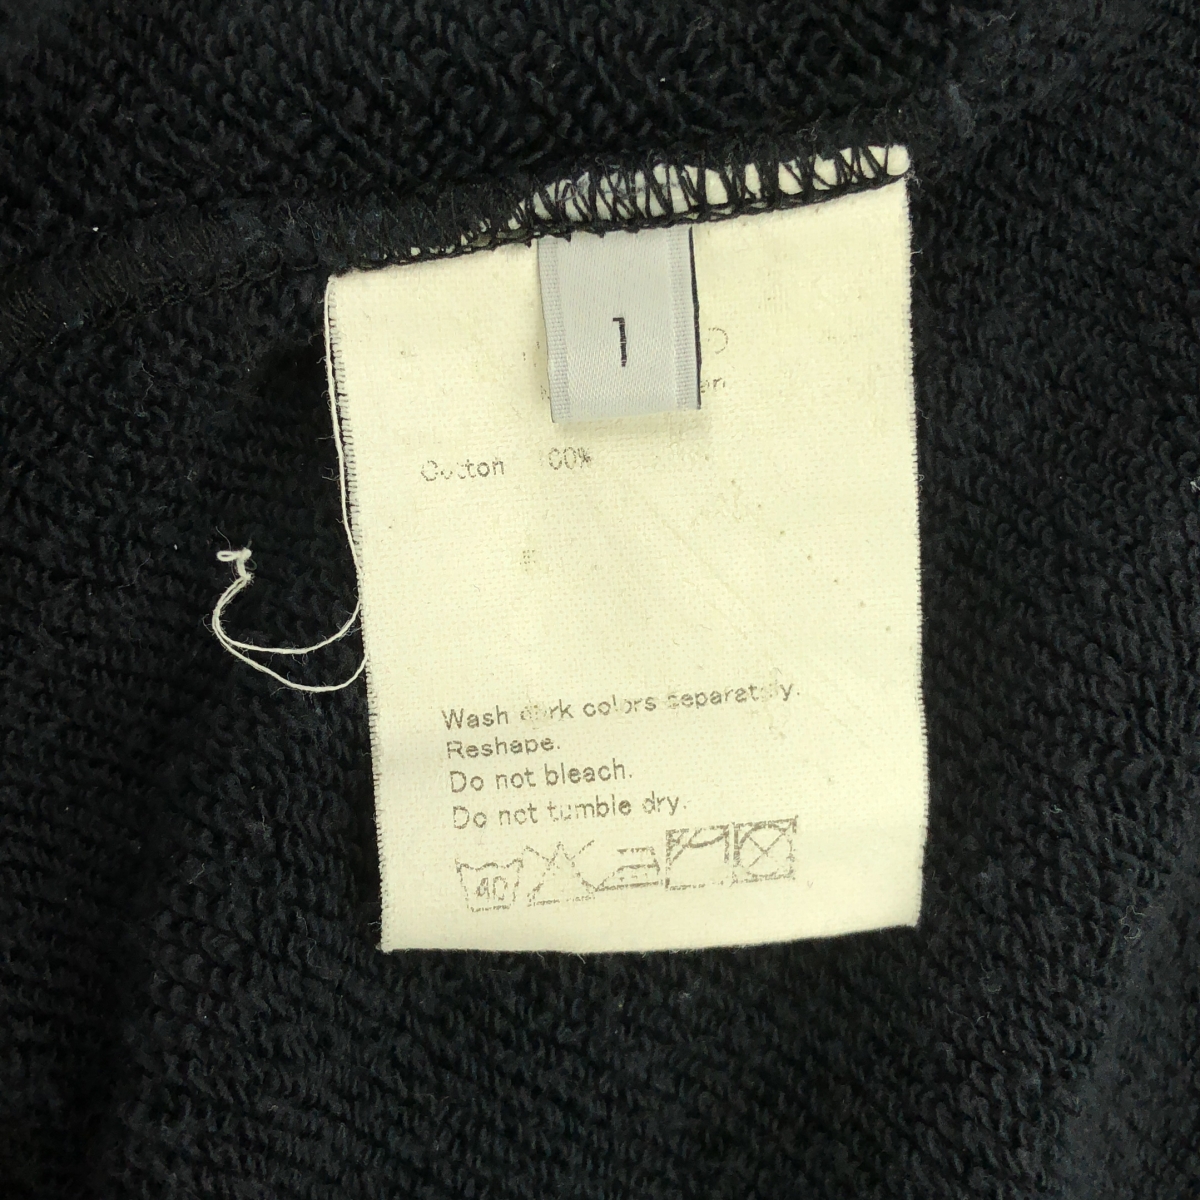 1
Cotton 100%
Wash dark colors separately.
Reshape.
Do not bleach.
Do not tumble dry.
40